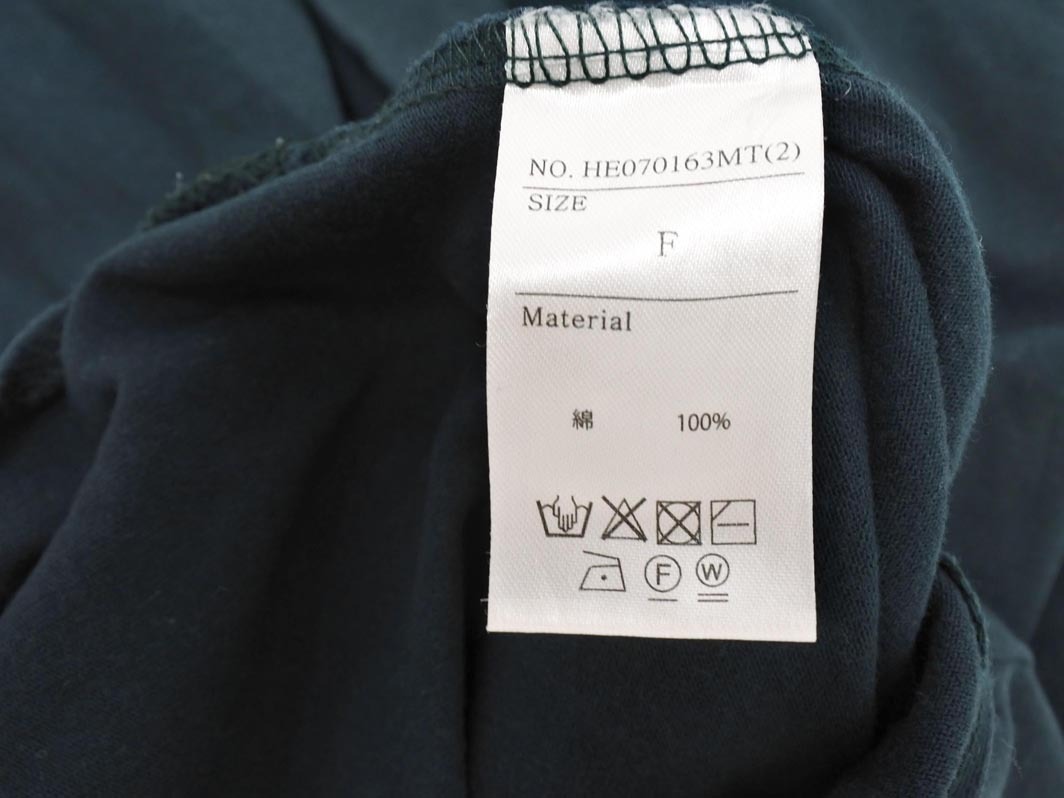 NO. HE070163MT(2)
SIZE
F
Material
綿 100%
F W